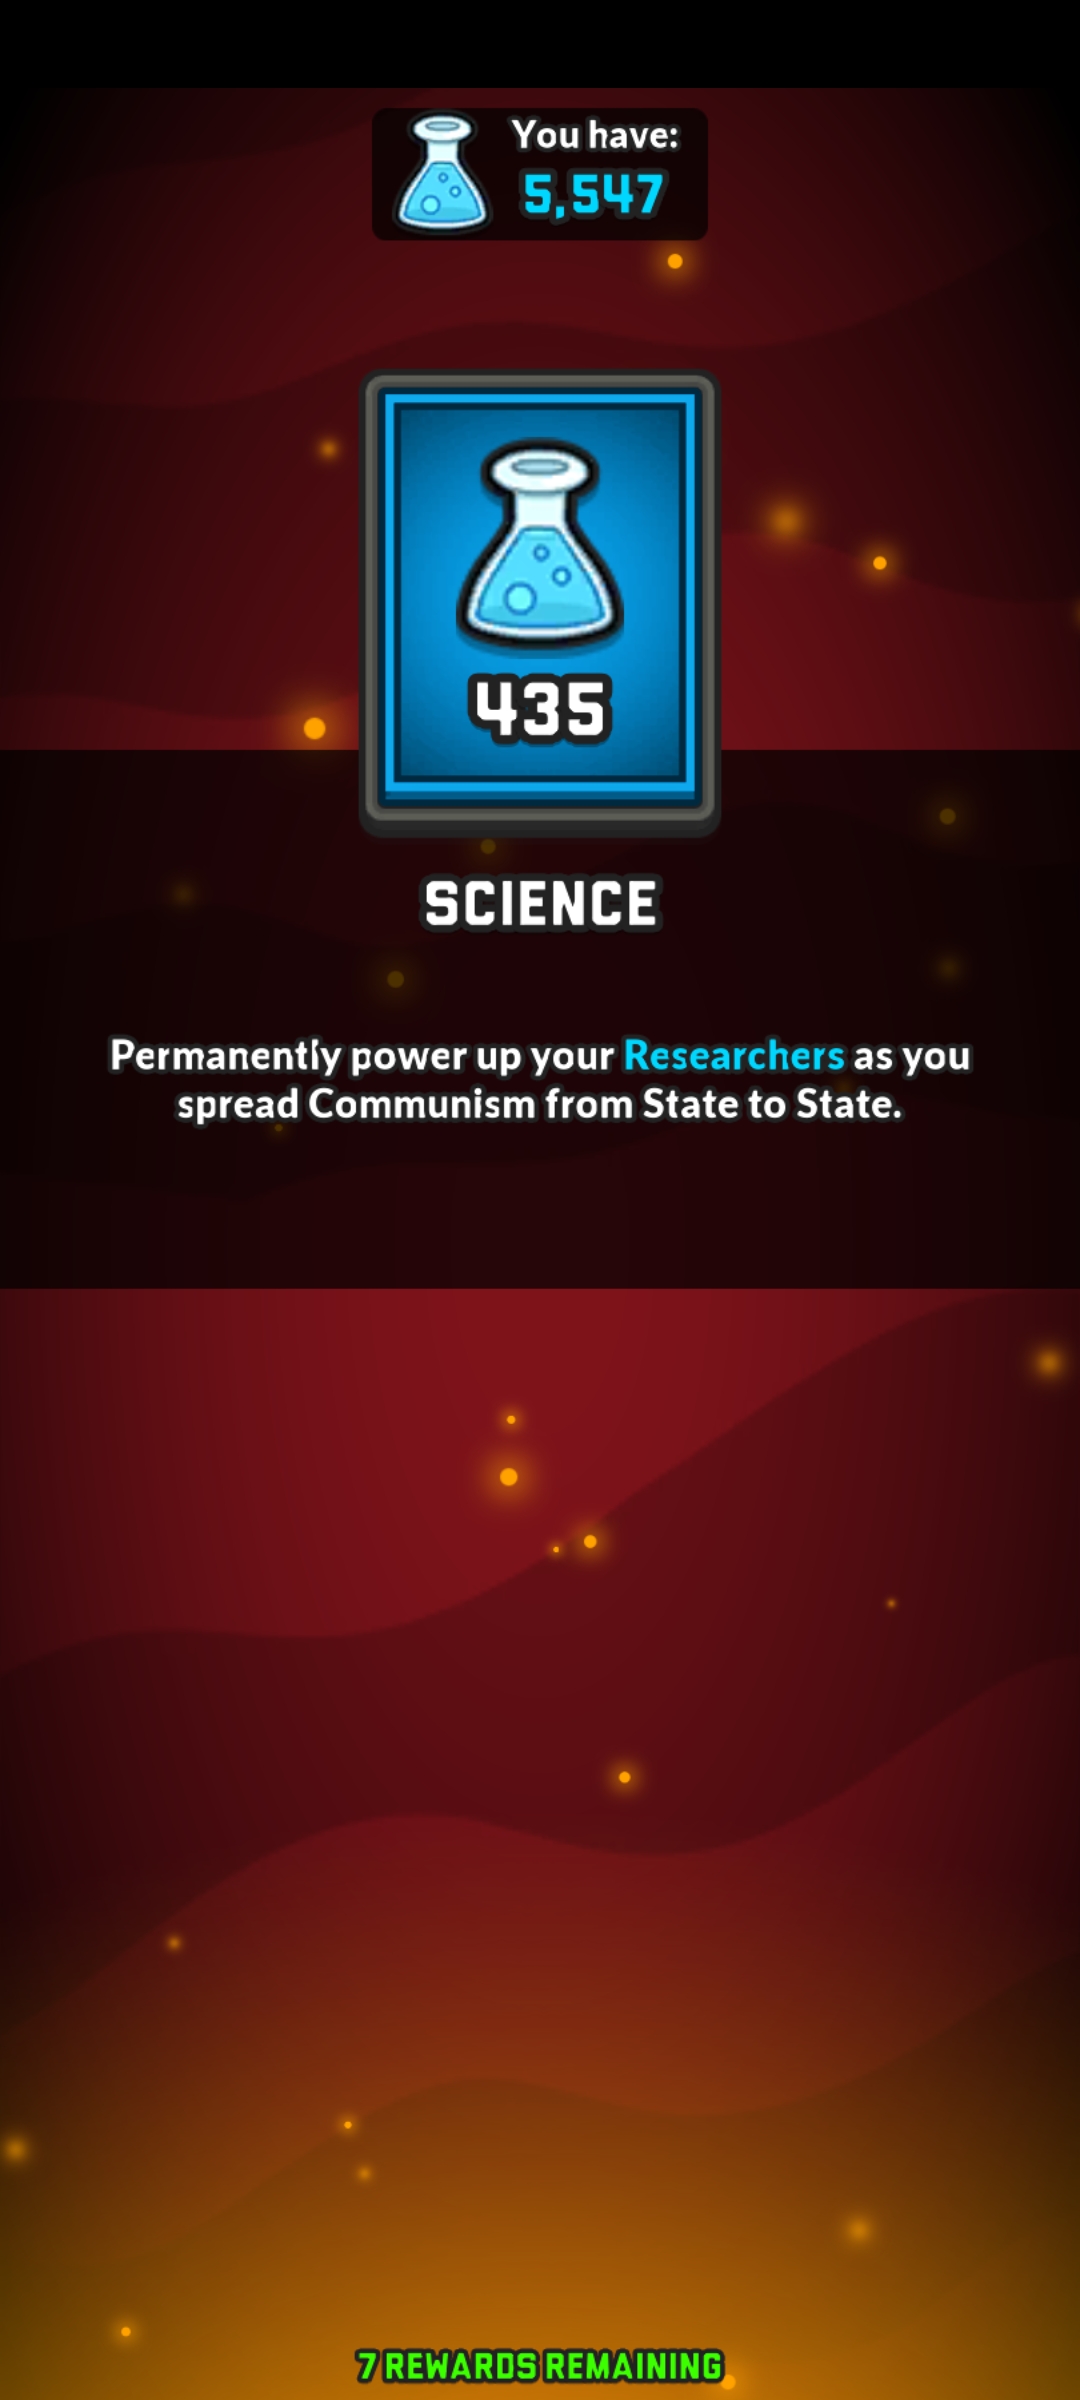 You have:
5,547
435
SCIENCE
Permanently power up your Researchers as you
spread Communism from State to State.
7 REWARDS REMAINING